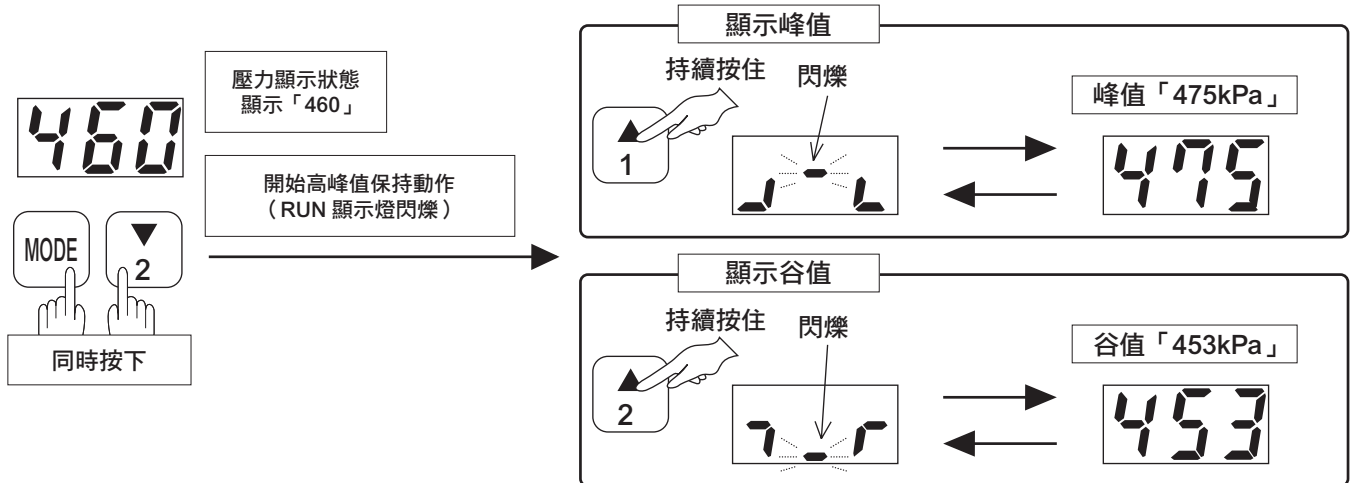 460
壓力顯示狀態
顯示「460」
開始高峰值保持動作
（RUN 顯示燈閃爍）
MODE
▼
2
同時按下
顯示峰值
持續按住
閃爍
▲
1
峰值「475kPa」
475
顯示谷值
持續按住
閃爍
▲
2
谷值「453kPa」
453